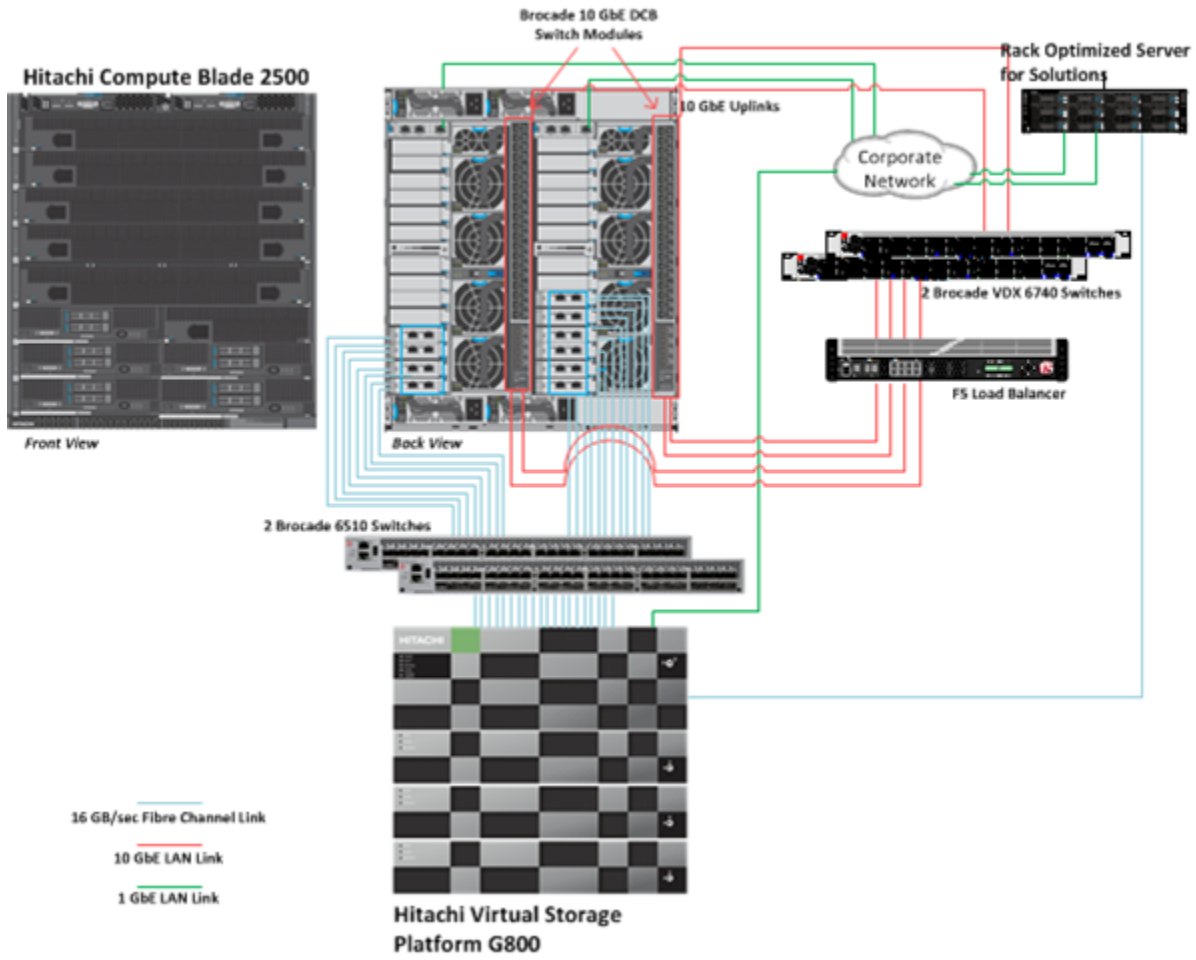 Brocade 10 GbE DCB
Switch Modules
Hitachi Compute Blade 2500
Rack Optimized Server
for Solutions
10 GbE Uplinks
Corporate
Network
2 Brocade VDX 6740 Switches
F5 Load Balancer
Front View
Back View
2 Brocade 6510 Switches
HITACHI
16 GB/sec Fibre Channel Link
10 GbE LAN Link
1 GbE LAN Link
Hitachi Virtual Storage
Platform G800